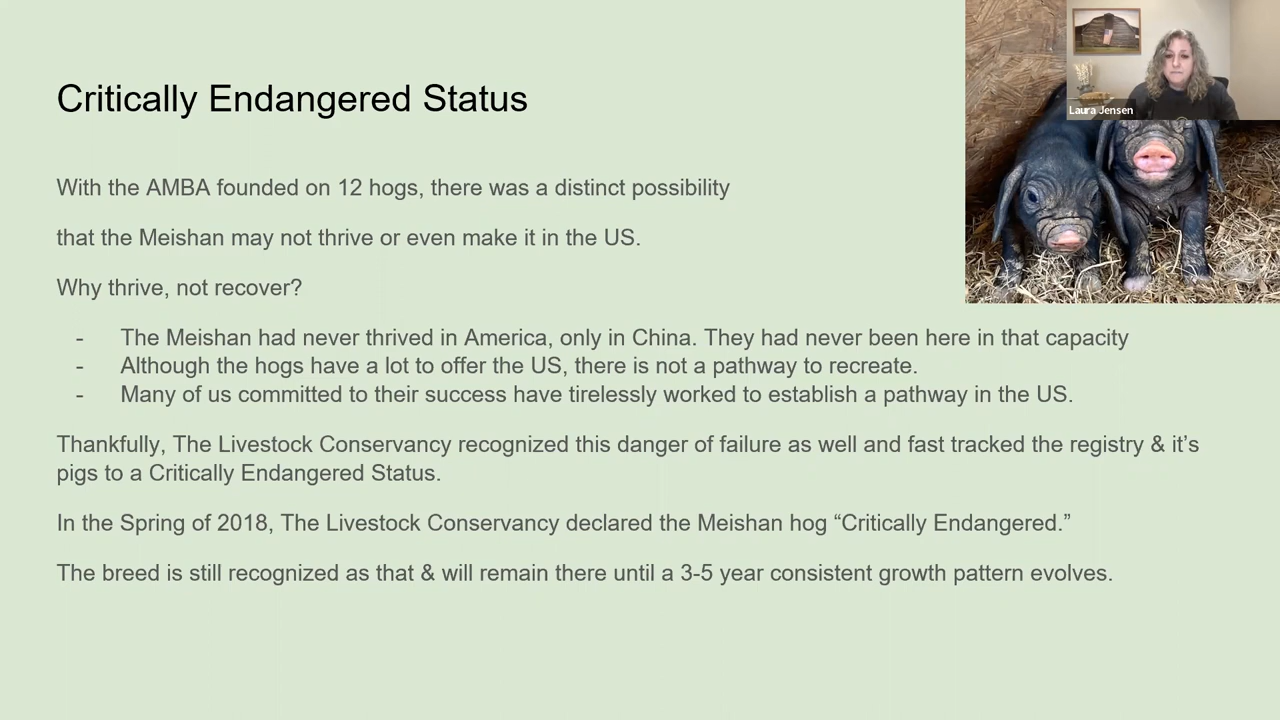 Critically Endangered Status
Laura Jensen
With the AMBA founded on 12 hogs, there was a distinct possibility
that the Meishan may not thrive or even make it in the US.
Why thrive, not recover?
- The Meishan had never thrived in America, only in China. They had never been here in that capacity
- Although the hogs have a lot to offer the US, there is not a pathway to recreate.
- Many of us committed to their success have tirelessly worked to establish a pathway in the US.
Thankfully, The Livestock Conservancy recognized this danger of failure as well and fast tracked the registry & it’s
pigs to a Critically Endangered Status.
In the Spring of 2018, The Livestock Conservancy declared the Meishan hog “Critically Endangered.”
The breed is still recognized as that & will remain there until a 3-5 year consistent growth pattern evolves.